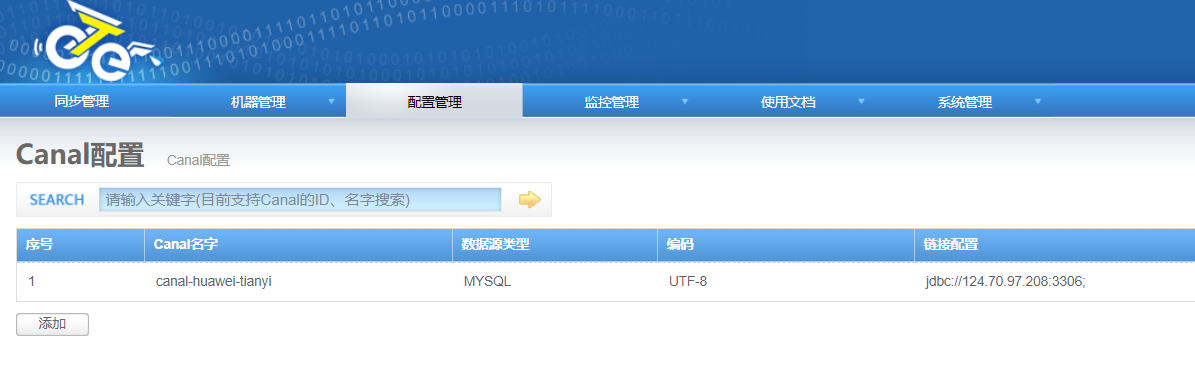 eTe
同步管理 机器管理 配置管理 监控管理 使用文档 系统管理
Canal配置 Canal配置
SEARCH 请输入关键字(目前支持Canal的ID、名字搜索)
序号 Canal名字 数据源类型 编码 链接配置
1 canal-huawei-tianyi MYSQL UTF-8 jdbc://124.70.97.208:3306;
添加